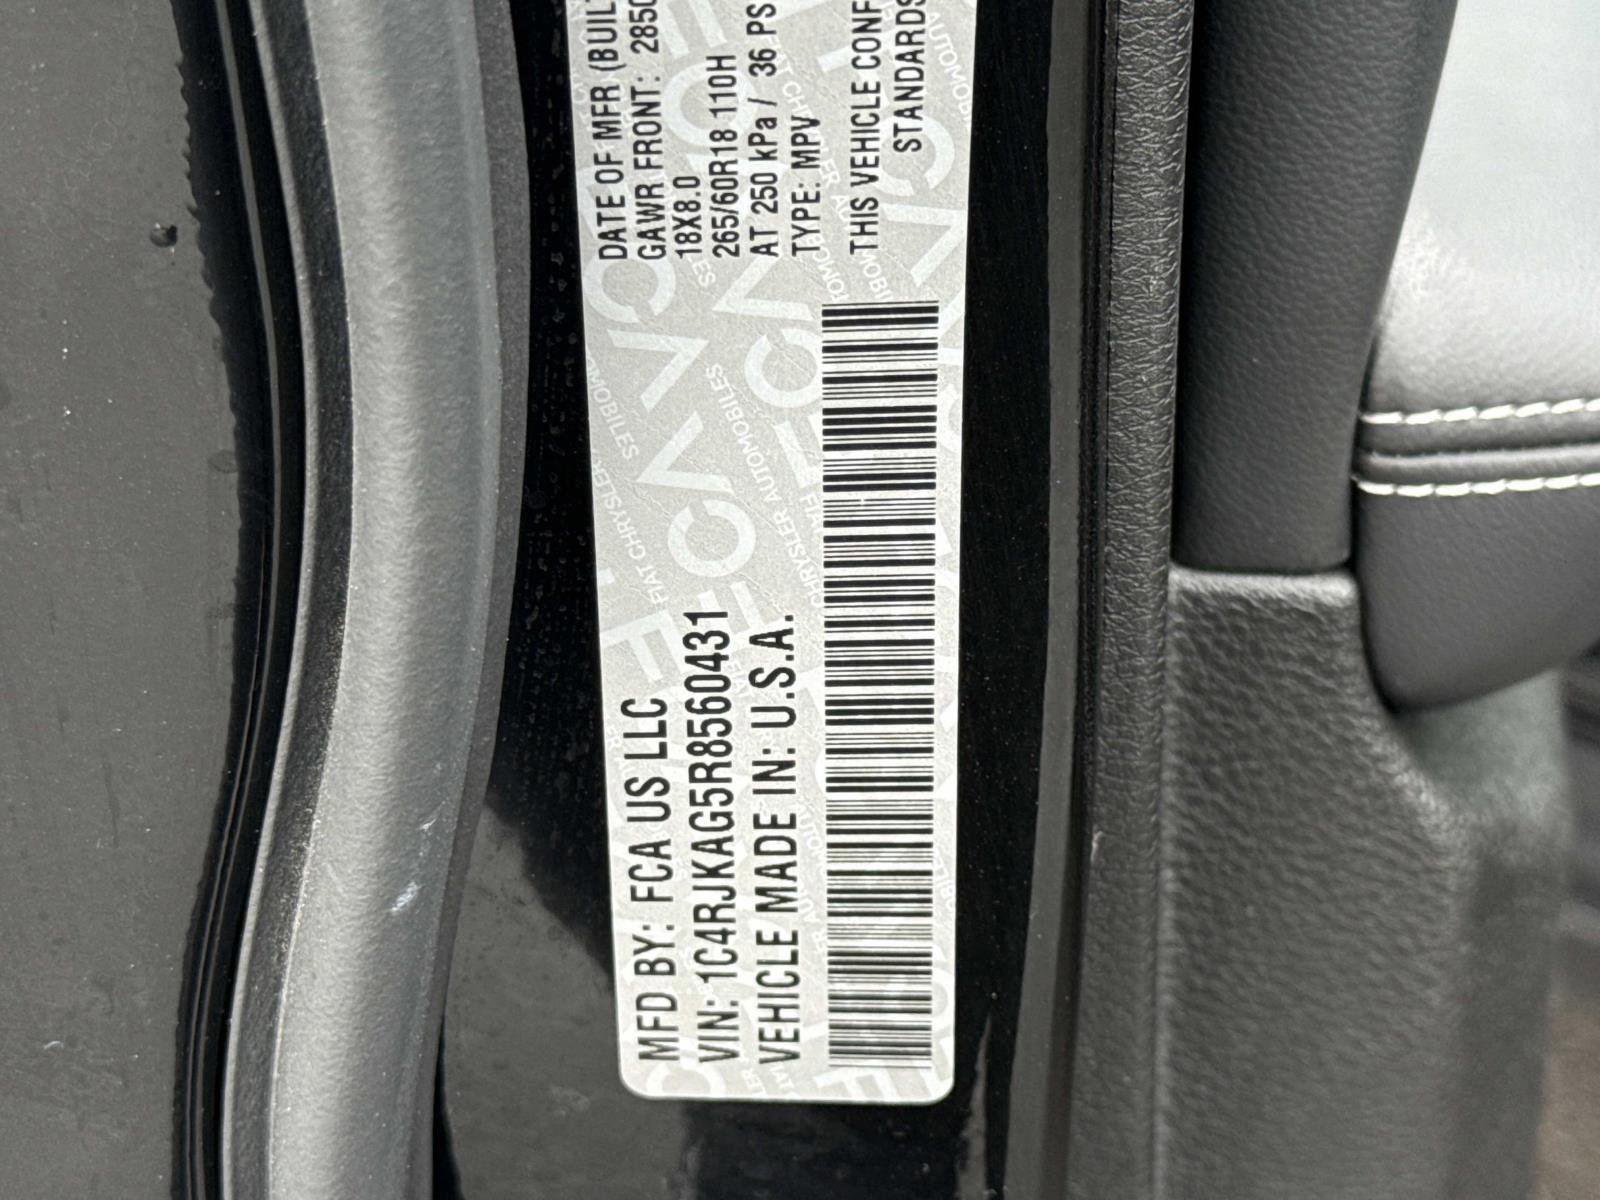 MFD BY: FCA US LLC
VIN: 1C4RJKAG5R8560431
VEHICLE MADE IN: U.S.A.
DATE OF MFR (BUIL
GAWR FRONT: 2850
18X8.0
265/60R18 110H
AT 250 kPa / 36 PS
TYPE: MPV
THIS VEHICLE CONF
STANDARDS